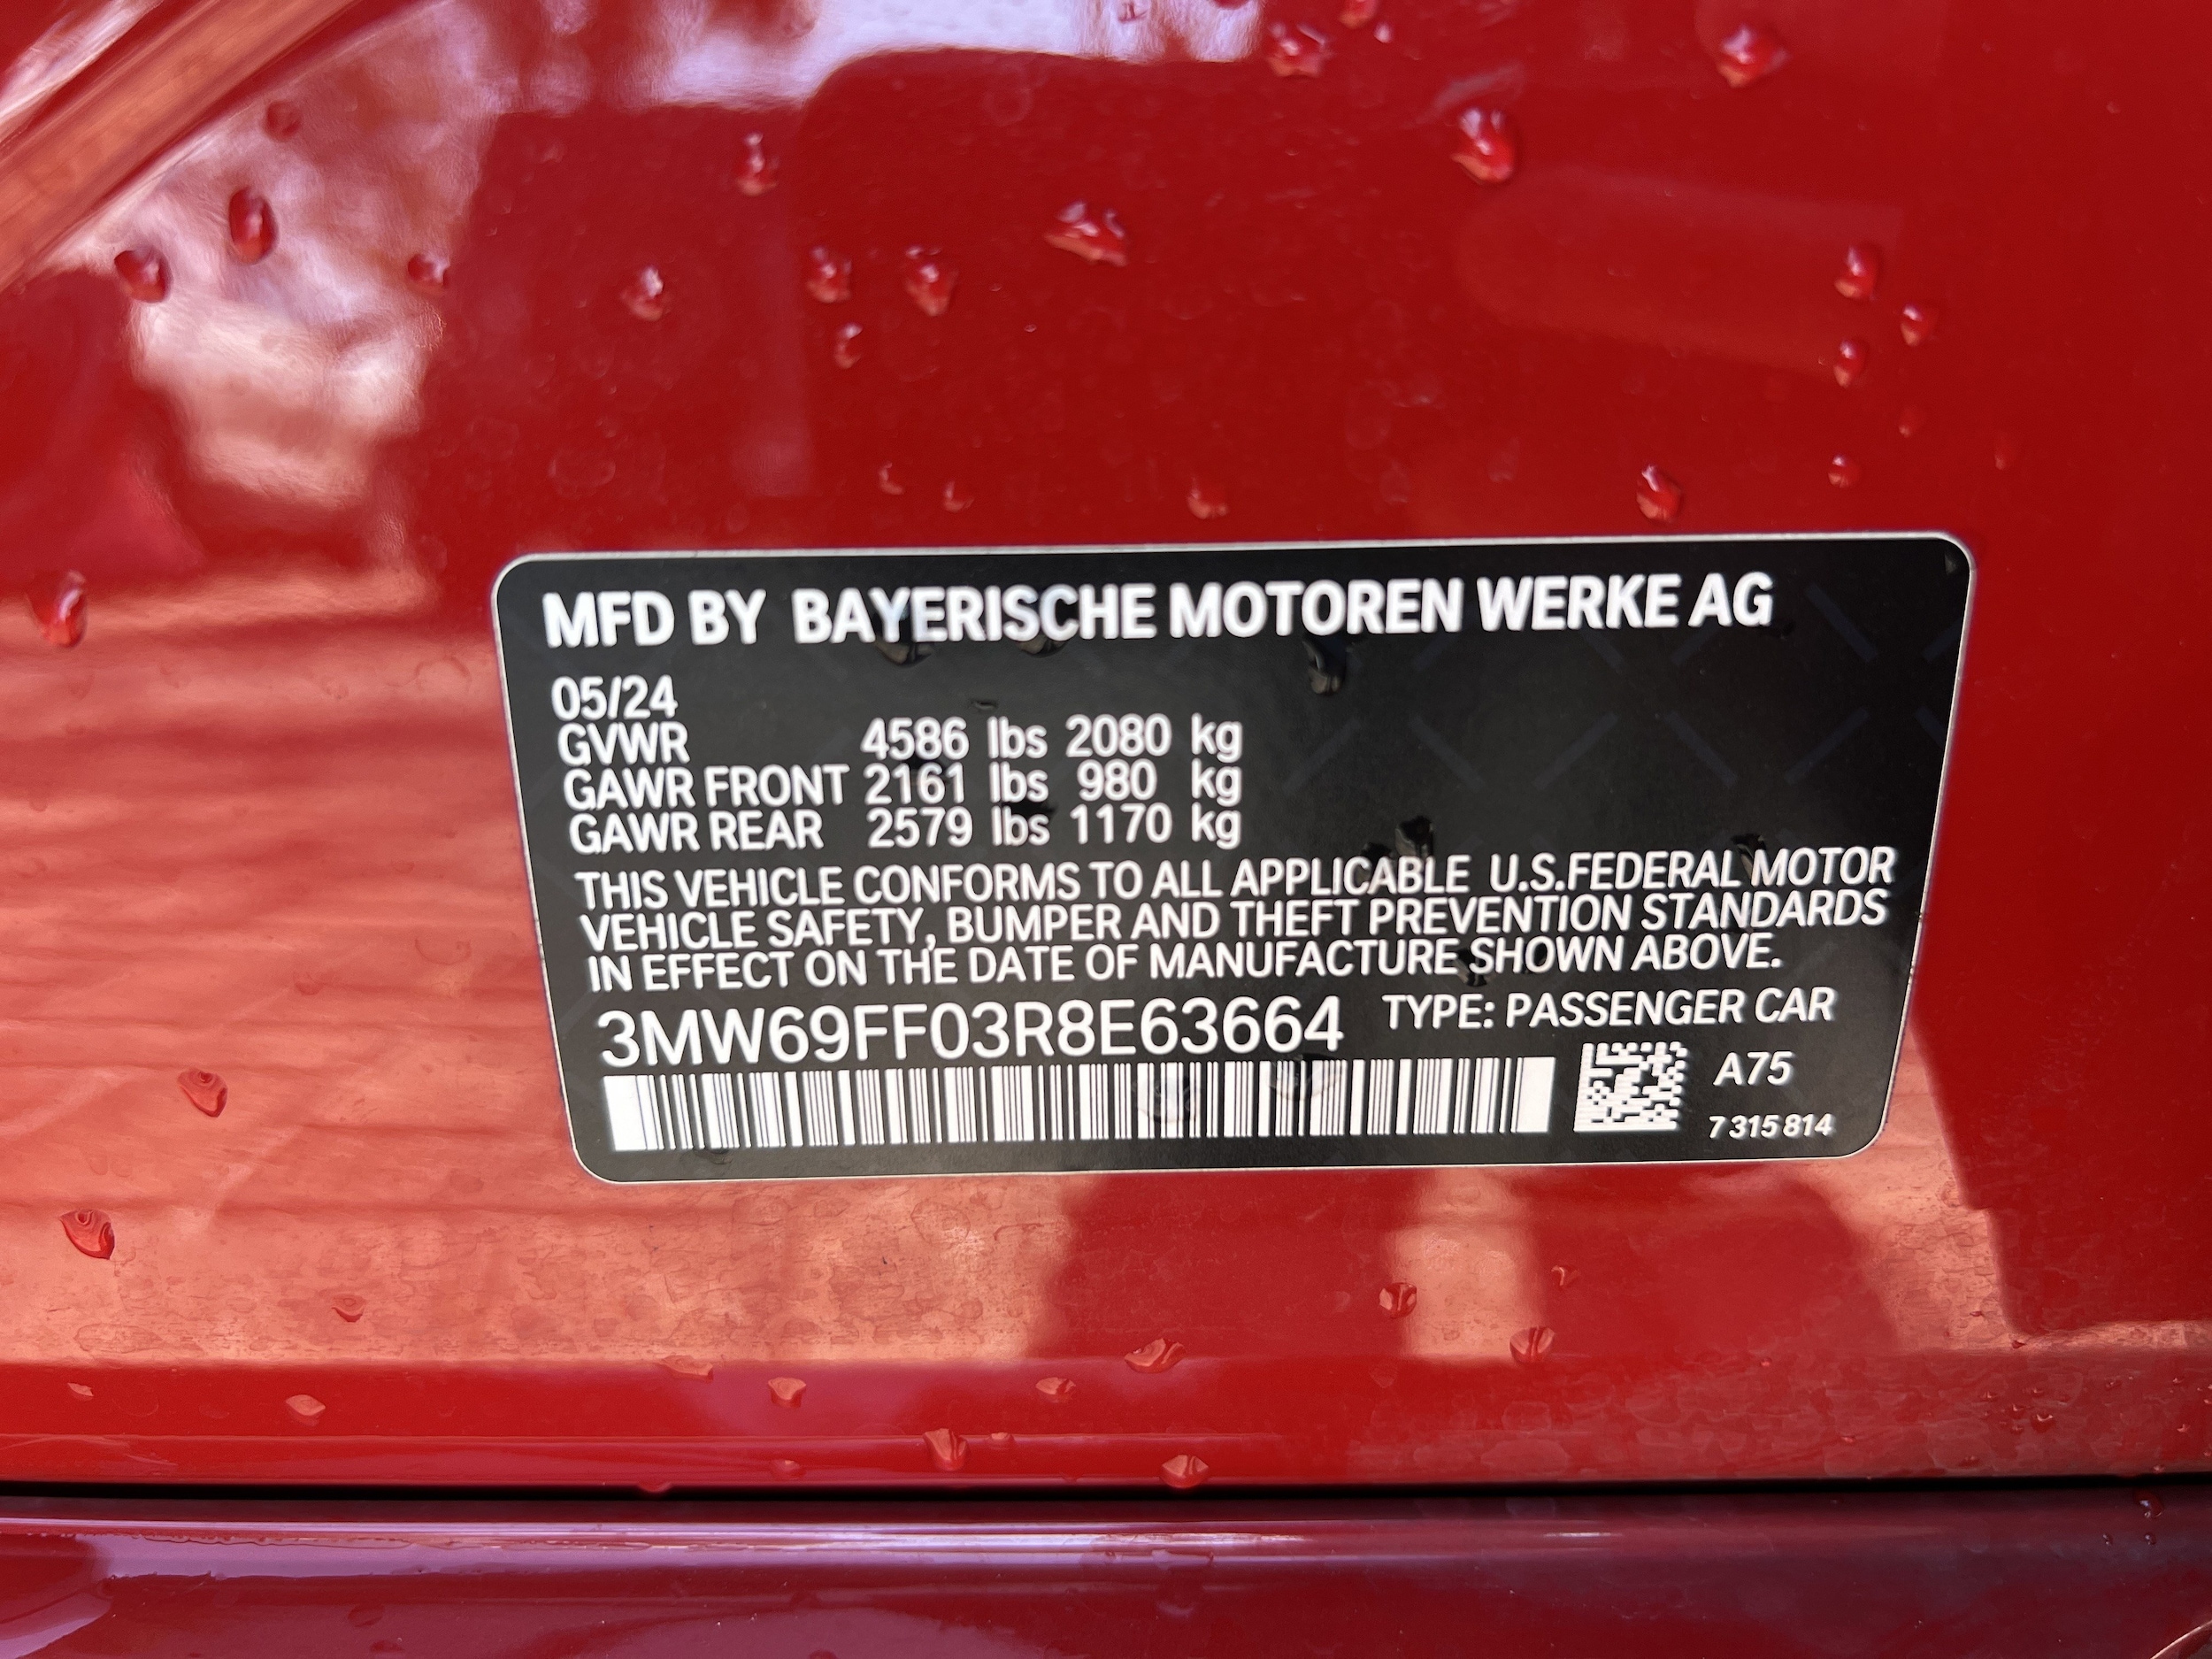 MFD BY BAYERISCHE MOTOREN WERKE AG
05/24
GVWR 4586 lbs 2080 kg
GAWR FRONT 2161 lbs 980 kg
GAWR REAR 2579 lbs 1170 kg
THIS VEHICLE CONFORMS TO ALL APPLICABLE U.S.FEDERAL MOTOR
VEHICLE SAFETY, BUMPER AND THEFT PREVENTION STANDARDS
IN EFFECT ON THE DATE OF MANUFACTURE SHOWN ABOVE.
3MW69FF03R8E63664 TYPE: PASSENGER CAR
A75
7 315 814